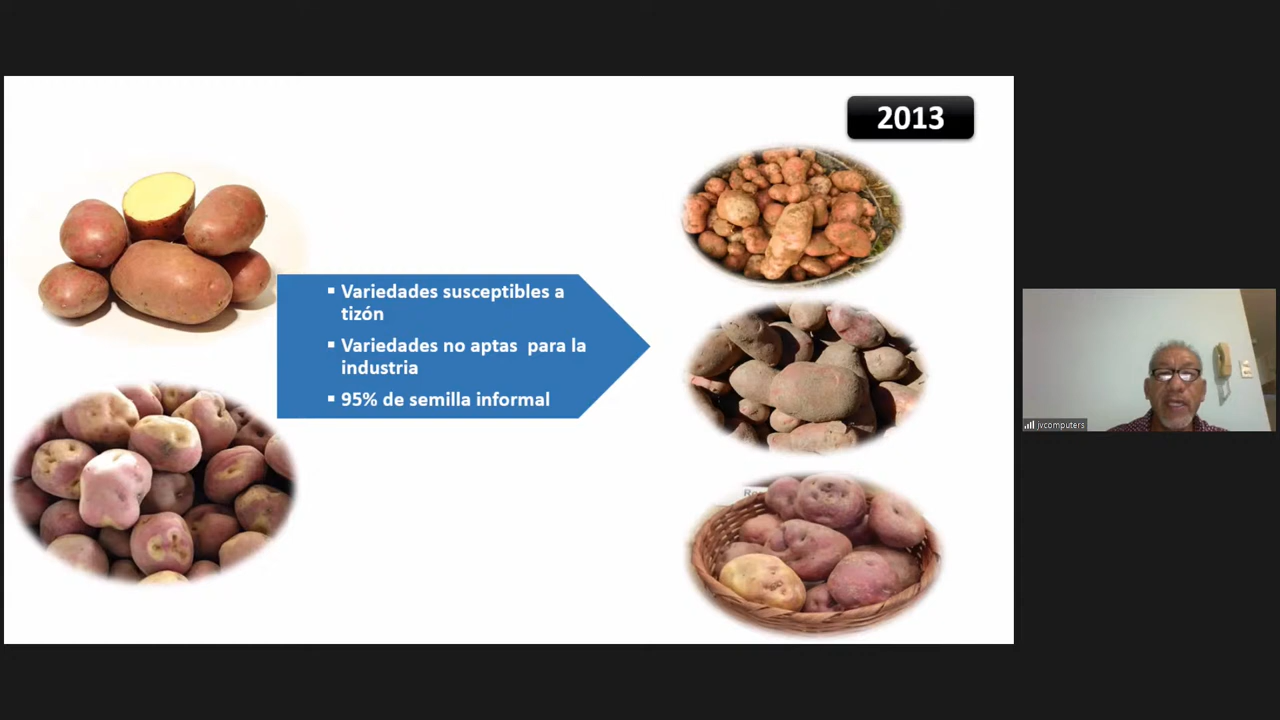 2013
▪ Variedades susceptibles a
tizón
▪ Variedades no aptas  para la
industria
▪ 95% de semilla informal
jvcomputers